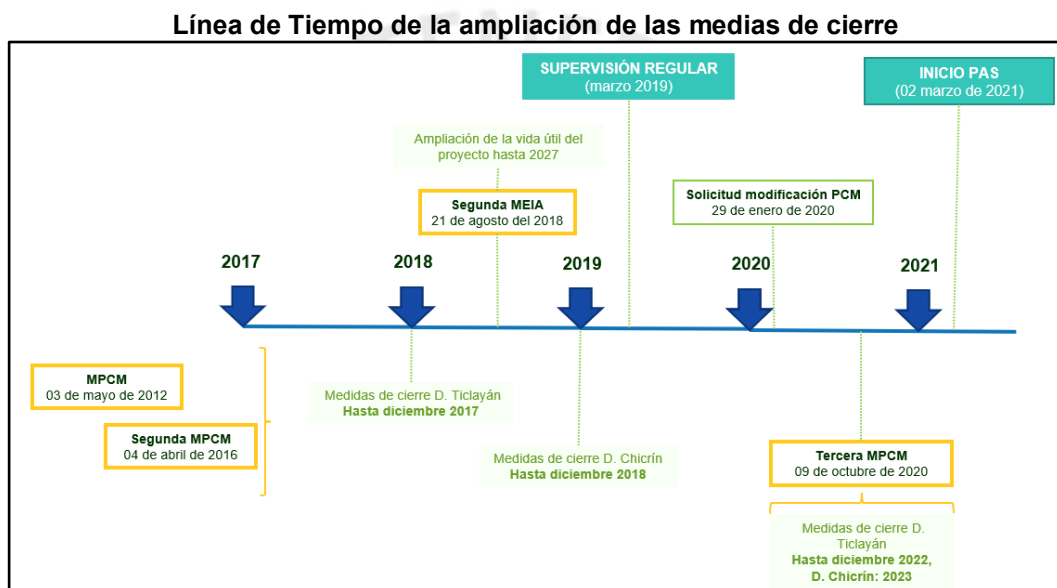 Línea de Tiempo de la ampliación de las medias de cierre
SUPERVISIÓN REGULAR
(marzo 2019)
INICIO PAS
(02 marzo de 2021)
Ampliación de la vida útil del
proyecto hasta 2027
Segunda MEIA
21 de agosto del 2018
Solicitud modificación PCM
29 de enero de 2020
2017
2018
2019
2020
2021
MPCM
03 de mayo de 2012
Segunda MPCM
04 de abril de 2016
Medidas de cierre D. Ticlayán
Hasta diciembre 2017
Medidas de cierre D. Chicrín
Hasta diciembre 2018
Tercera MPCM
09 de octubre de 2020
Medidas de cierre D.
Ticlayán
Hasta diciembre 2022,
D. Chicrín: 2023